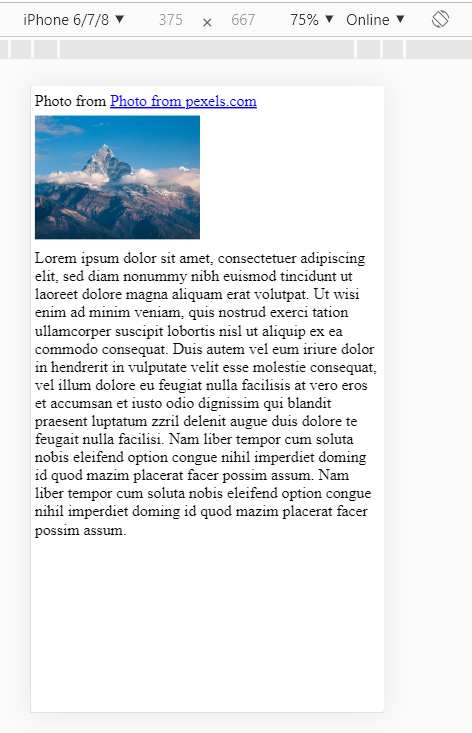 iPhone 6/7/8 ▼ 375 × 667 75% ▼ Online ▼
Photo from Photo from pexels.com
Lorem ipsum dolor sit amet, consectetuer adipiscing
elit, sed diam nonummy nibh euismod tincidunt ut
laoreet dolore magna aliquam erat volutpat. Ut wisi
enim ad minim veniam, quis nostrud exerci tation
ullamcorper suscipit lobortis nisl ut aliquip ex ea
commodo consequat. Duis autem vel eum iriure dolor
in hendrerit in vulputate velit esse molestie consequat,
vel illum dolore eu feugiat nulla facilisis at vero eros
et accumsan et iusto odio dignissim qui blandit
praesent luptatum zzril delenit augue duis dolore te
feugait nulla facilisi. Nam liber tempor cum soluta
nobis eleifend option congue nihil imperdiet doming
id quod mazim placerat facer possim assum. Nam
liber tempor cum soluta nobis eleifend option congue
nihil imperdiet doming id quod mazim placerat facer
possim assum.